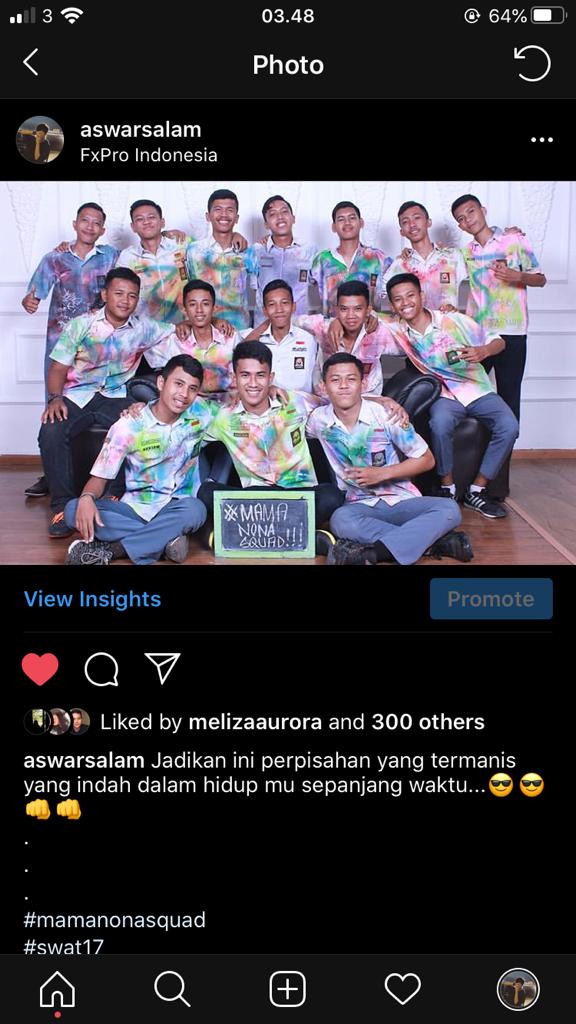 3 03.48 64%
Photo
aswarsalam
FxPro Indonesia
#MAMA
NONA
SQUAD!!!
View Insights Promote
Liked by melizaaurora and 300 others
aswarsalam Jadikan ini perpisahan yang termanis
yang indah dalam hidup mu sepanjang waktu...😎😎
👊👊
.
.
.
#mamanonasquad
#swat17